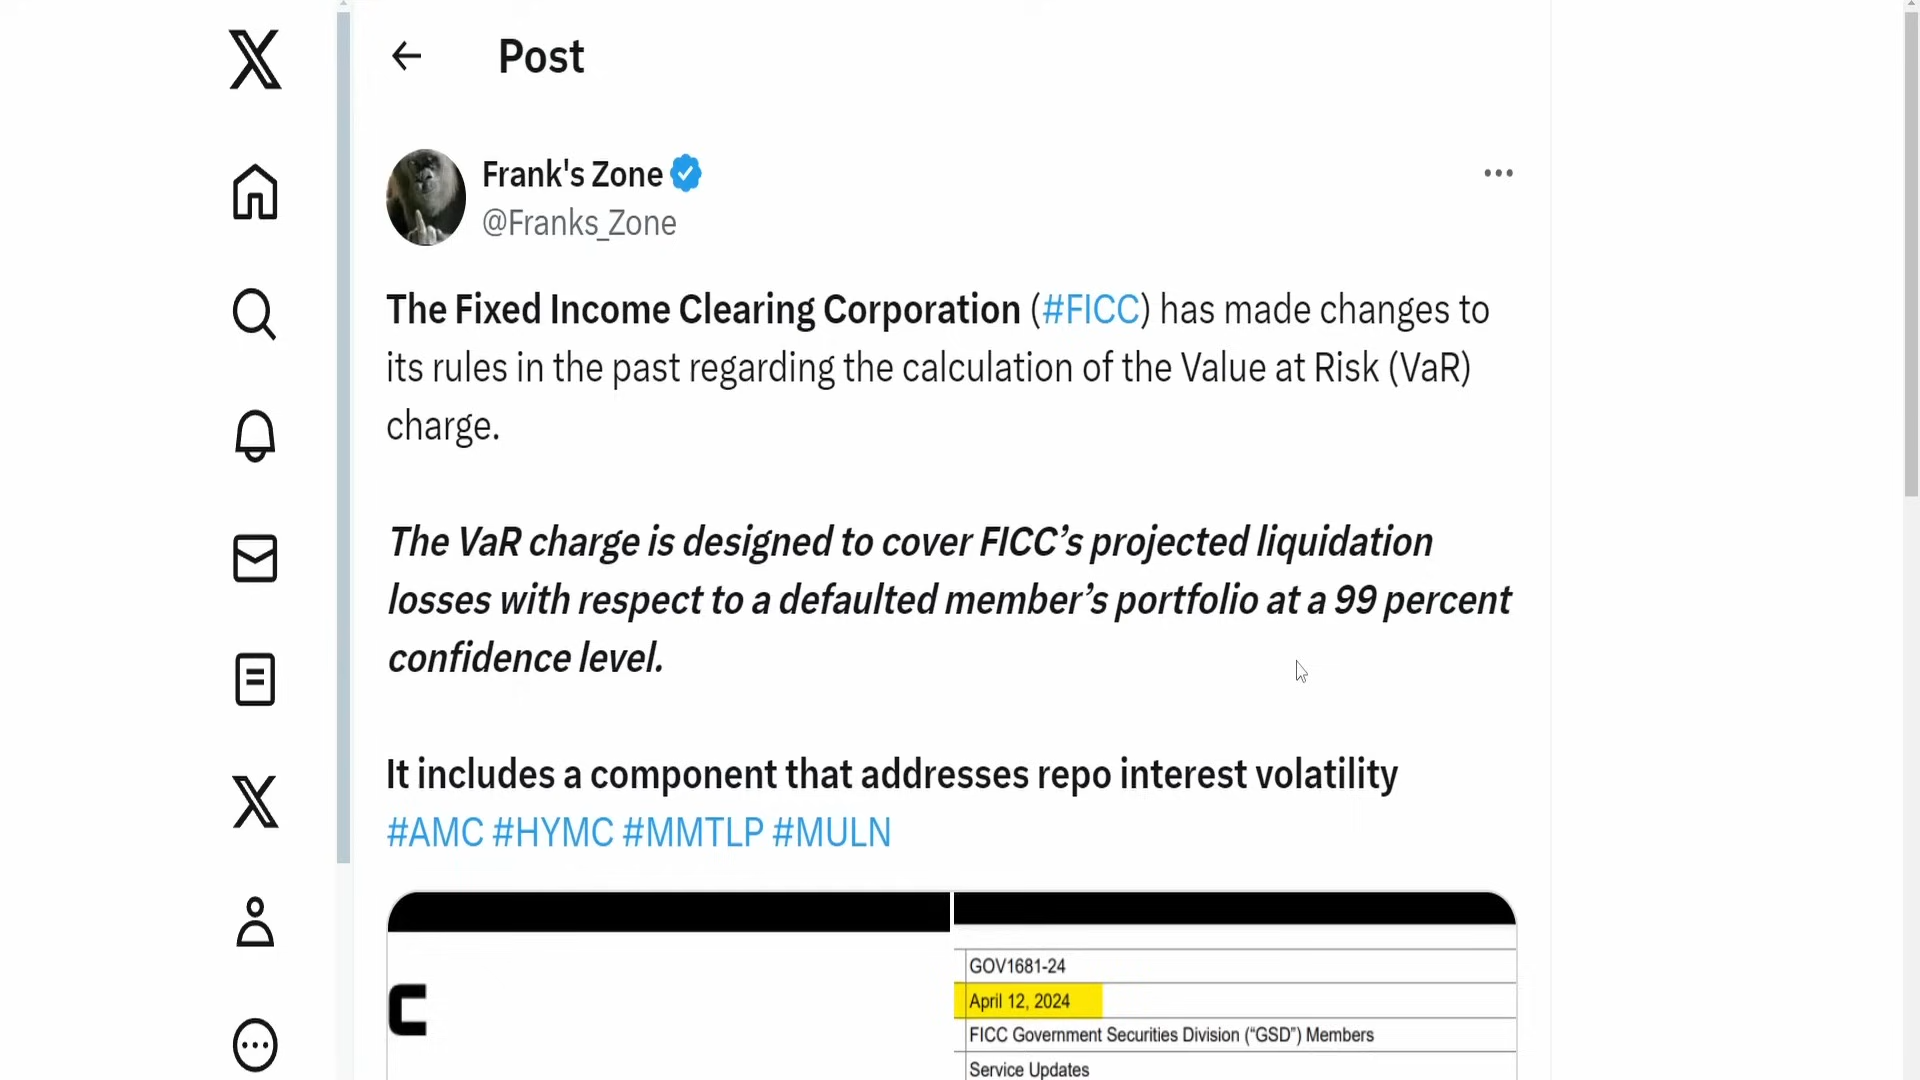 Post
Frank's Zone
@Franks_Zone
The Fixed Income Clearing Corporation (#FICC) has made changes to
its rules in the past regarding the calculation of the Value at Risk (VaR)
charge.
The VaR charge is designed to cover FICC’s projected liquidation
losses with respect to a defaulted member’s portfolio at a 99 percent
confidence level.
It includes a component that addresses repo interest volatility
#AMC #HYMC #MMTLP #MULN
GOV1681-24
April 12, 2024
FICC Government Securities Division (“GSD”) Members
Service Updates